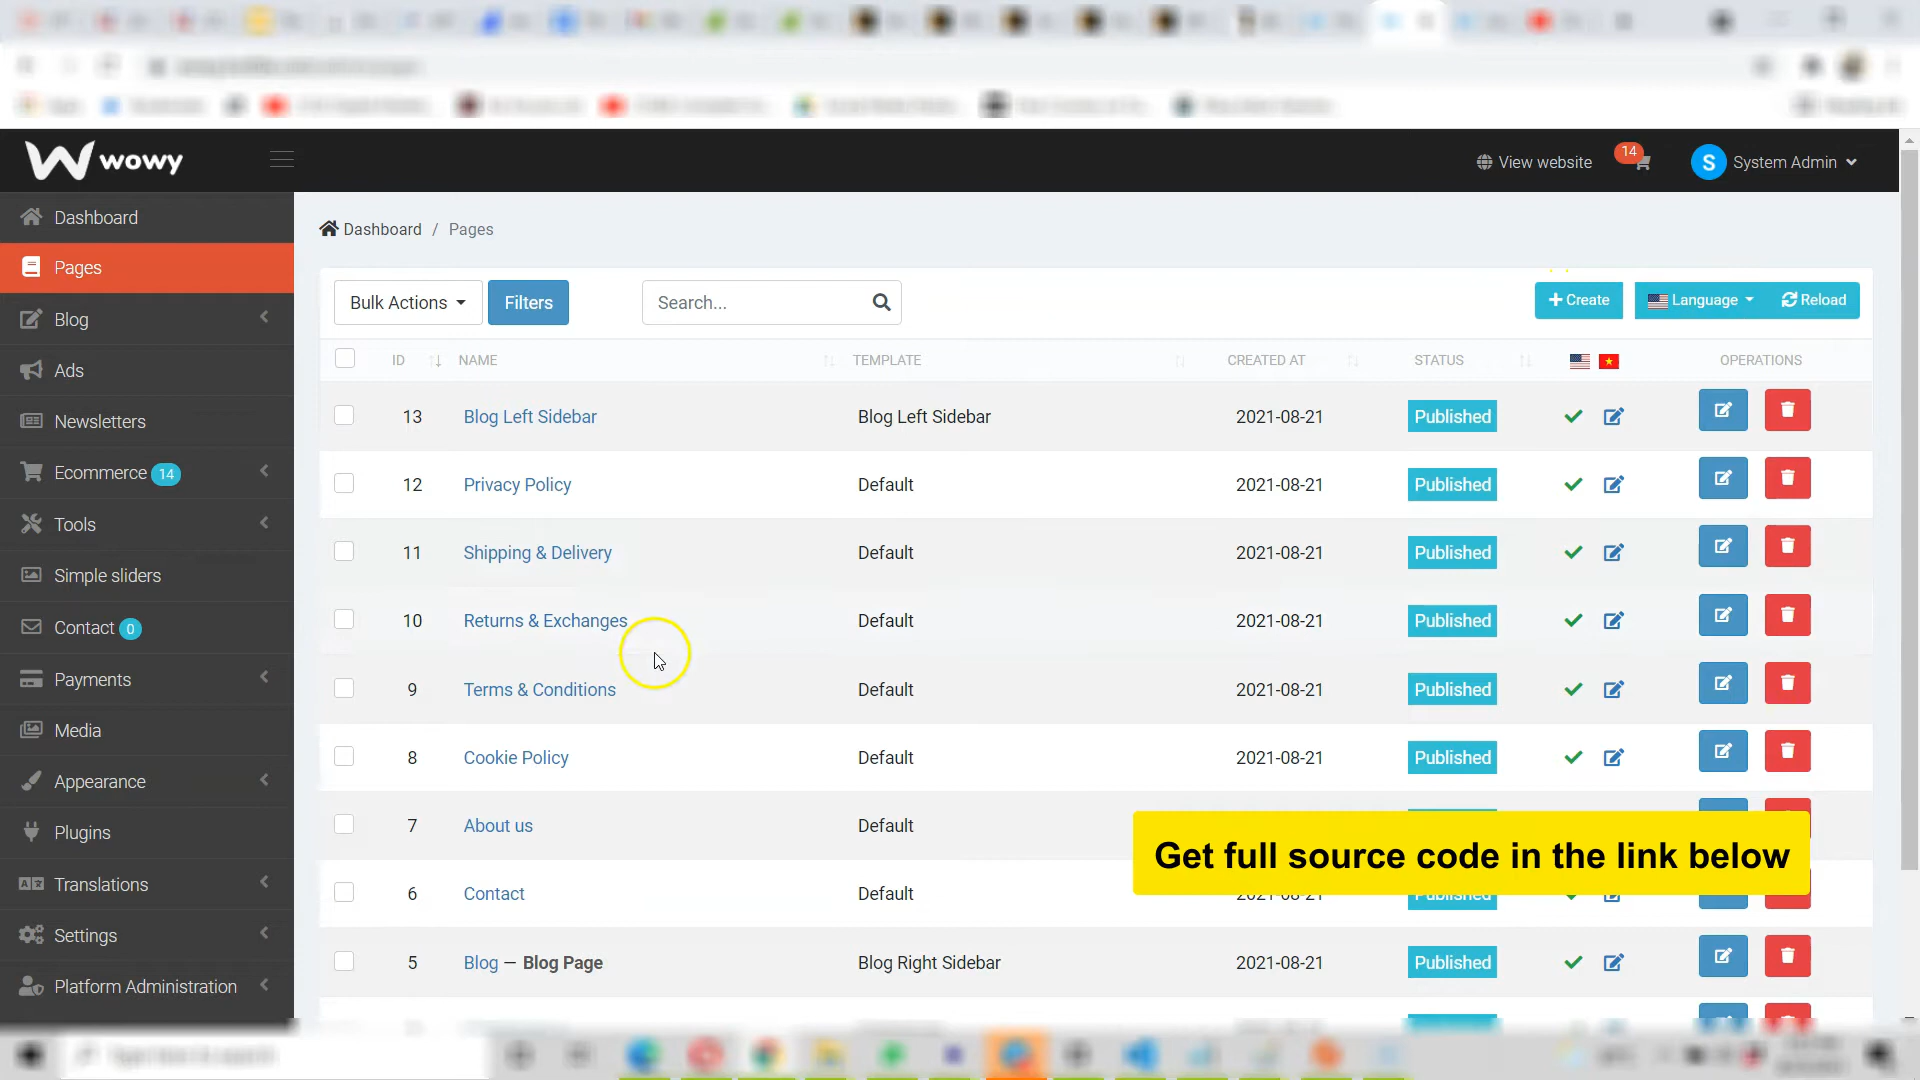 wowy
View website
14
S
System Admin
Dashboard
Pages
Blog
Ads
Newsletters
Ecommerce 14
Tools
Simple sliders
Contact 0
Payments
Media
Appearance
Plugins
Translations
Settings
Platform Administration
Dashboard / Pages
Bulk Actions
Filters
Search...
Create
Language
Reload
ID NAME TEMPLATE CREATED AT STATUS OPERATIONS
13 Blog Left Sidebar Blog Left Sidebar 2021-08-21 Published
12 Privacy Policy Default 2021-08-21 Published
11 Shipping & Delivery Default 2021-08-21 Published
10 Returns & Exchanges Default 2021-08-21 Published
9 Terms & Conditions Default 2021-08-21 Published
8 Cookie Policy Default 2021-08-21 Published
7 About us Default
Get full source code in the link below
6 Contact Default 2021-08-21 Published
5 Blog — Blog Page Blog Right Sidebar 2021-08-21 Published